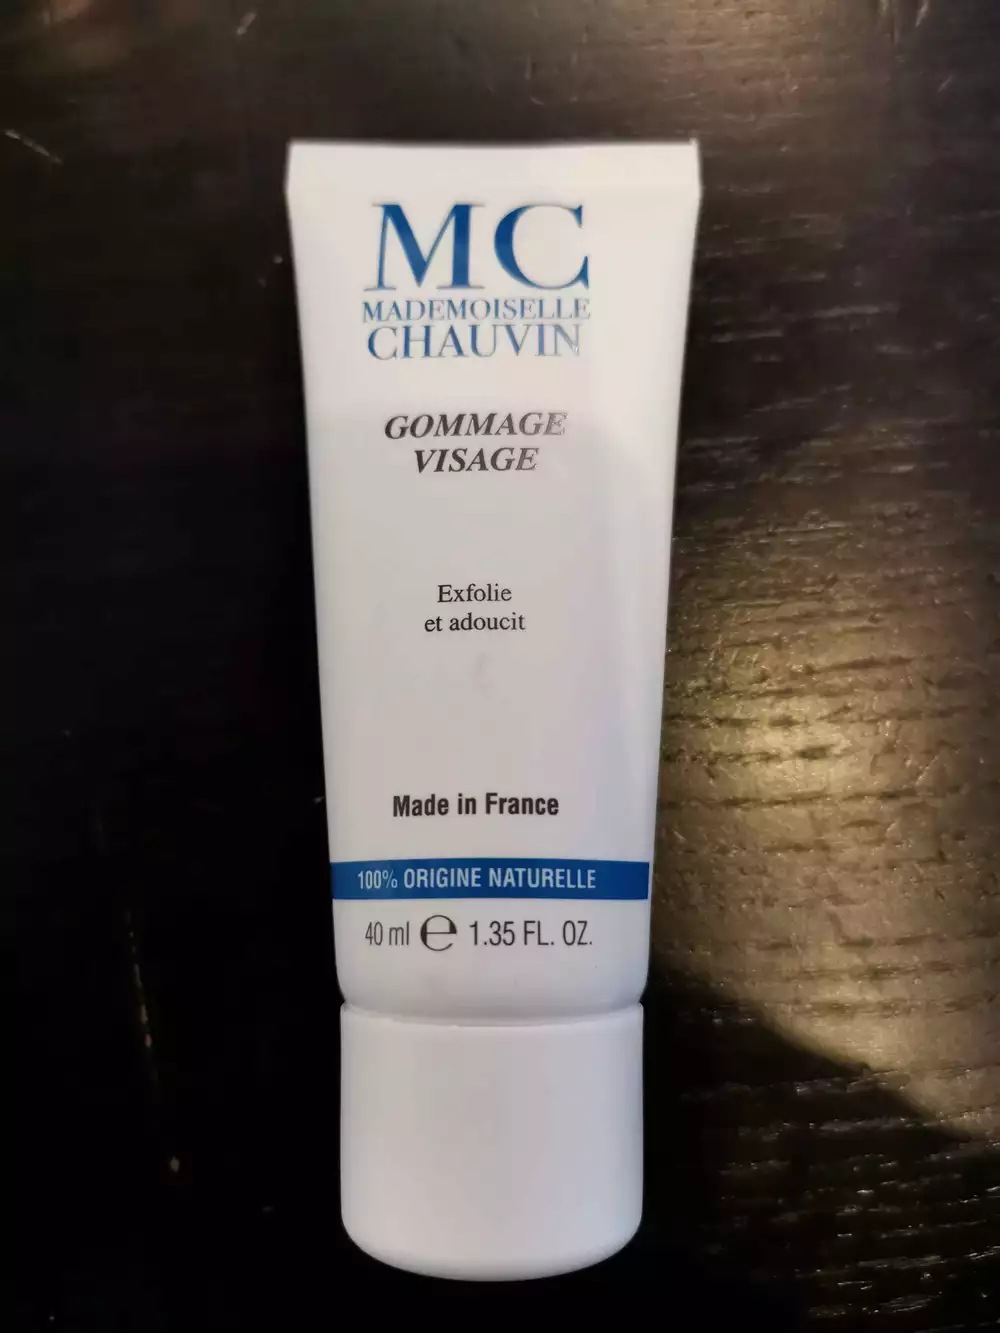 MC
MADEMOISELLE
CHAUVIN
GOMMAGE
VISAGE
Exfolie
et adoucit
Made in France
100% ORIGINE NATURELLE
40 ml ℮ 1.35 FL. OZ.